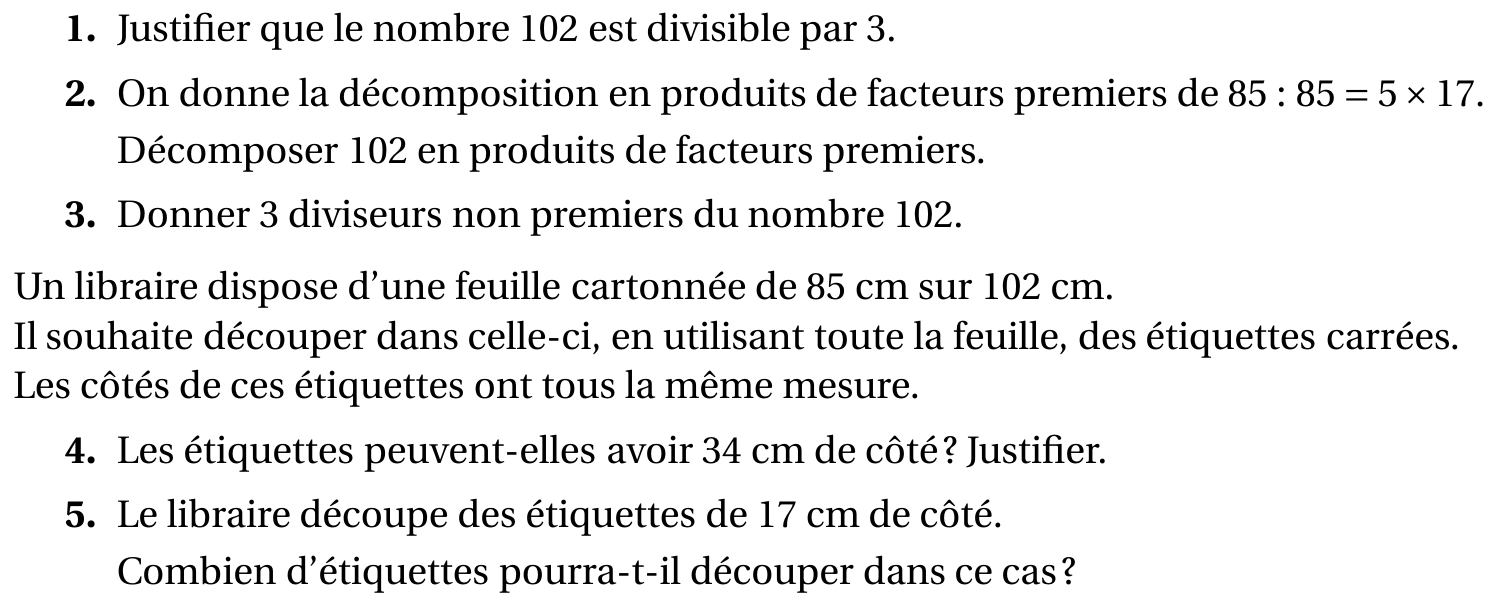 1. Justifier que le nombre 102 est divisible par 3.
2. On donne la décomposition en produits de facteurs premiers de 85 : 85 = 5 × 17.
Décomposer 102 en produits de facteurs premiers.
3. Donner 3 diviseurs non premiers du nombre 102.
Un libraire dispose d’une feuille cartonnée de 85 cm sur 102 cm.
Il souhaite découper dans celle-ci, en utilisant toute la feuille, des étiquettes carrées.
Les côtés de ces étiquettes ont tous la même mesure.
4. Les étiquettes peuvent-elles avoir 34 cm de côté ? Justifier.
5. Le libraire découpe des étiquettes de 17 cm de côté.
Combien d’étiquettes pourra-t-il découper dans ce cas ?